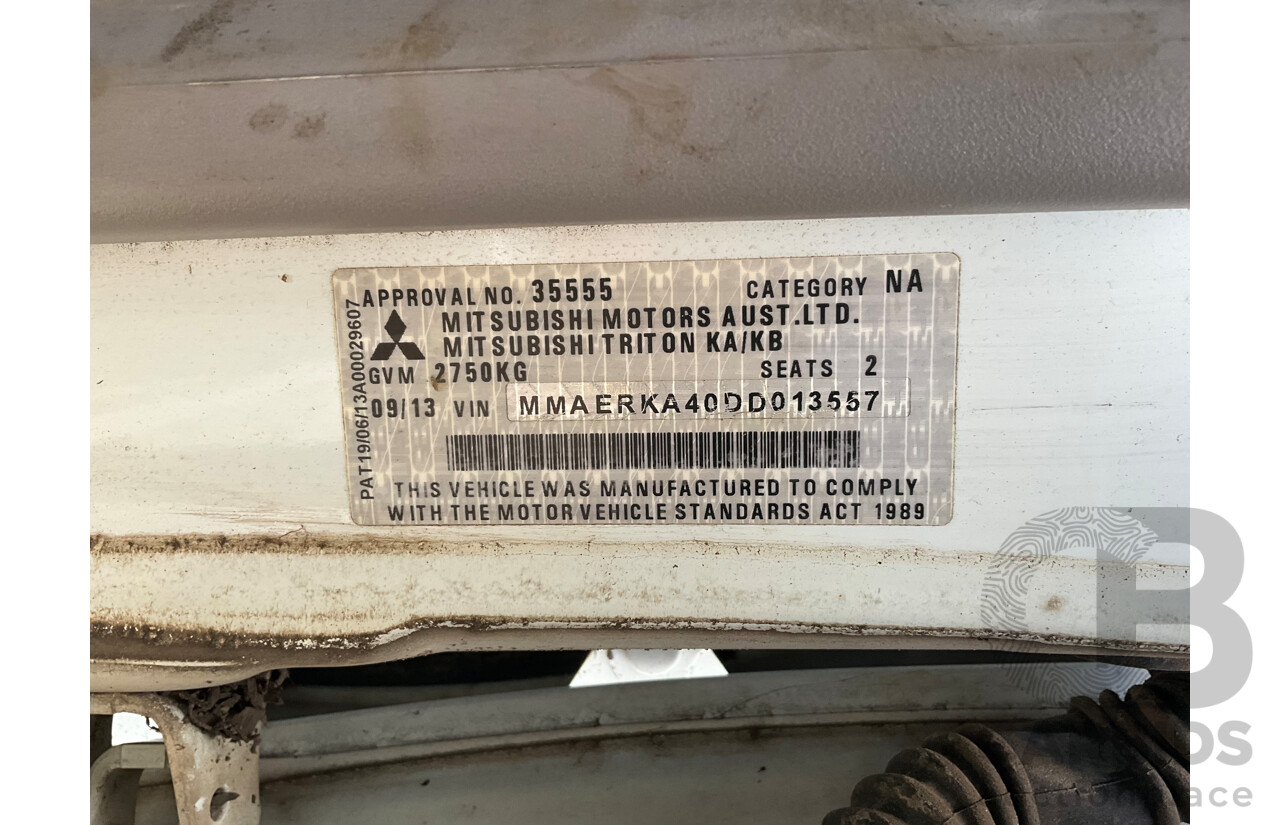 APPROVAL NO. 35555 CATEGORY NA
MITSUBISHI MOTORS AUST.LTD.
MITSUBISHI TRITON KA/KB
GVM 2750KG SEATS 2
09/13 VIN MMAERKA40DD013557
THIS VEHICLE WAS MANUFACTURED TO COMPLY
WITH THE MOTOR VEHICLE STANDARDS ACT 1989
PAT19/06/13A00029607